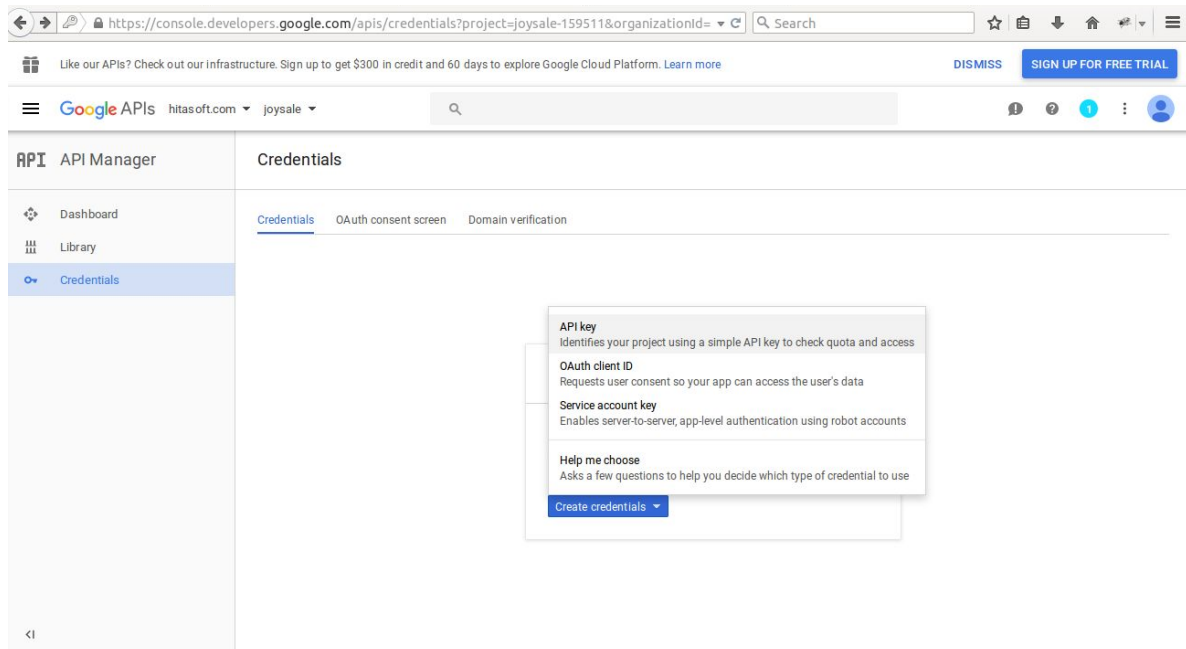 https://console.developers.google.com/apis/credentials?project=joysale-159511&organizationId=
Search
Like our APIs? Check out our infrastructure. Sign up to get $300 in credit and 60 days to explore Google Cloud Platform. Learn more
DISMISS
SIGN UP FOR FREE TRIAL
Google APIs
hitasoft.com
joysale
1
API API Manager
Credentials
Dashboard
Library
Credentials
Credentials
OAuth consent screen
Domain verification
API key
Identifies your project using a simple API key to check quota and access
OAuth client ID
Requests user consent so your app can access the user's data
Service account key
Enables server-to-server, app-level authentication using robot accounts
Help me choose
Asks a few questions to help you decide which type of credential to use
Create credentials